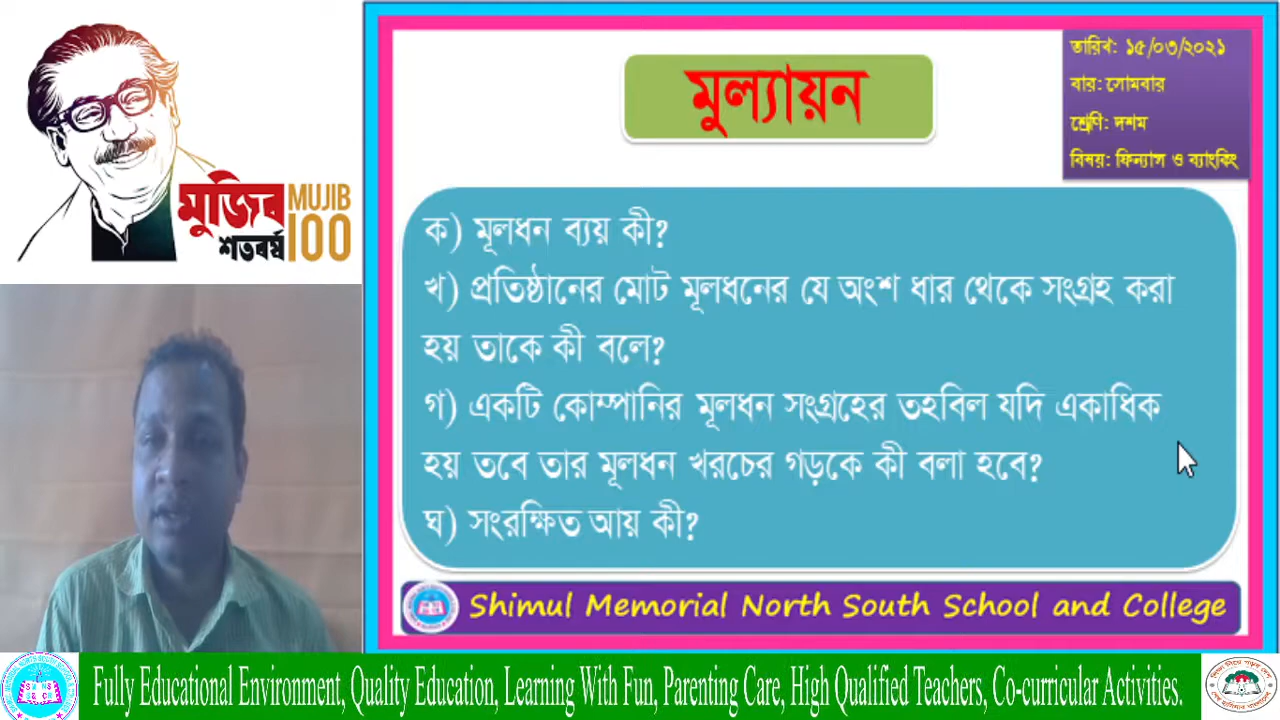 মুজিব
শতবর্ষ
MUJIB
100
মুল্যায়ন
তারিখ: ১৫/০৩/২০২১
বার: সোমবার
শ্রেণি: দশম
বিষয়: ফিন্যান্স ও ব্যাংকিং
ক) মূলধন ব্যয় কী?
খ) প্রতিষ্ঠানের মোট মূলধনের যে অংশ ধার থেকে সংগ্রহ করা
হয় তাকে কী বলে?
গ) একটি কোম্পানির মূলধন সংগ্রহের তহবিল যদি একাধিক
হয় তবে তার মূলধন খরচের গড়কে কী বলা হবে?
ঘ) সংরক্ষিত আয় কী?
Shimul Memorial North South School and College
Fully Educational Environment, Quality Education, Learning With Fun, Parenting Care, High Qualified Teachers, Co-curricular Activities.